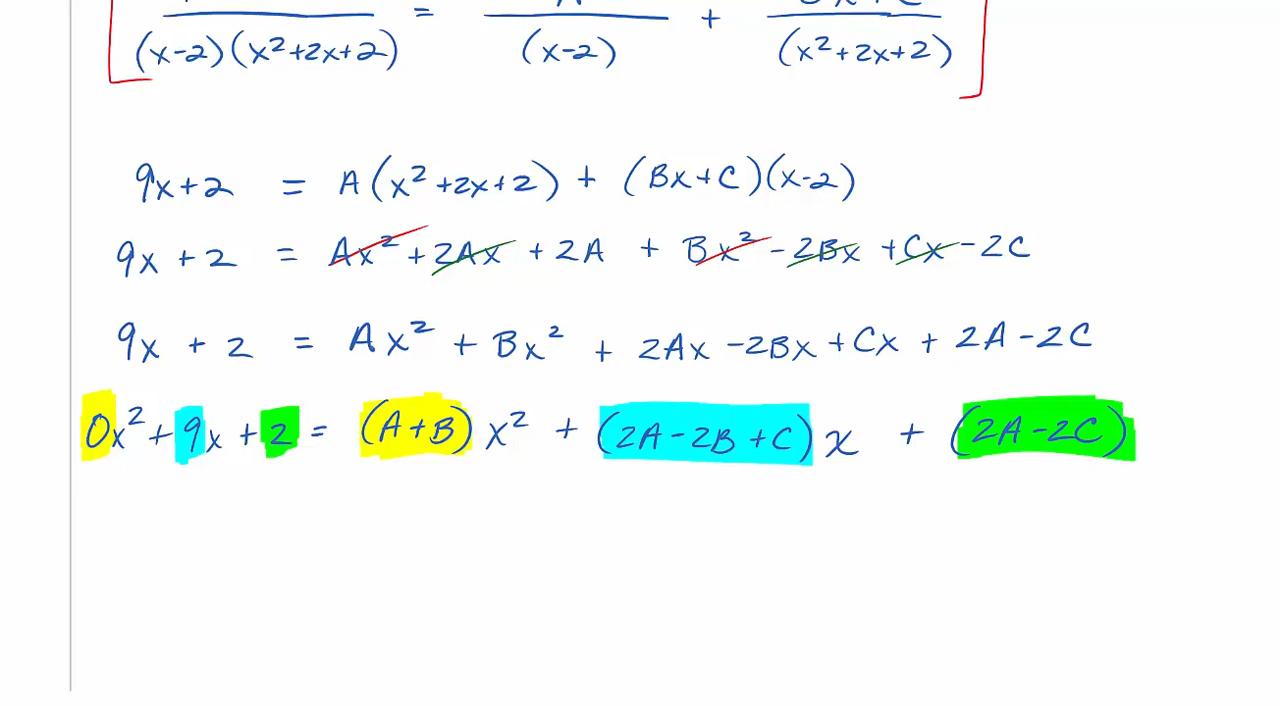 = +
(x-2)(x²+2x+2) (x-2) (x²+2x+2)
9x+2 = A(x²+2x+2) + (Bx+C)(x-2)
9x + 2 = Ax² + 2Ax + 2A + Bx² - 2Bx + Cx - 2C
9x + 2 = Ax² + Bx² + 2Ax - 2Bx + Cx + 2A - 2C
0x² + 9x + 2 = (A+B) x² + (2A - 2B + C) x + (2A - 2C)